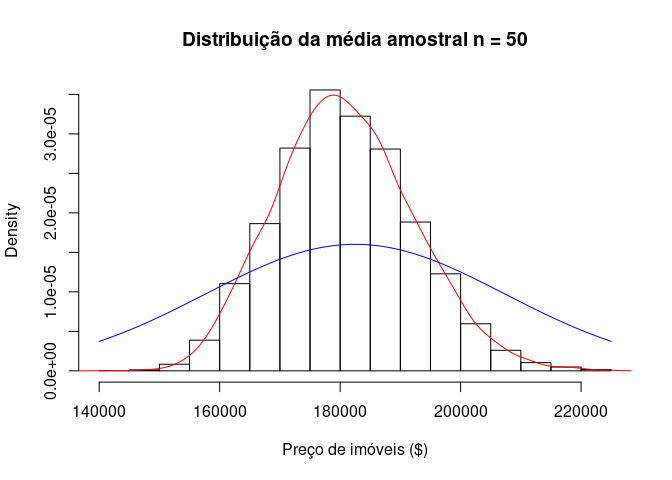 Distribuição da média amostral n = 50
Density
0.0e+00
1.0e-05
2.0e-05
3.0e-05
140000
160000
180000
200000
220000
Preço de imóveis ($)